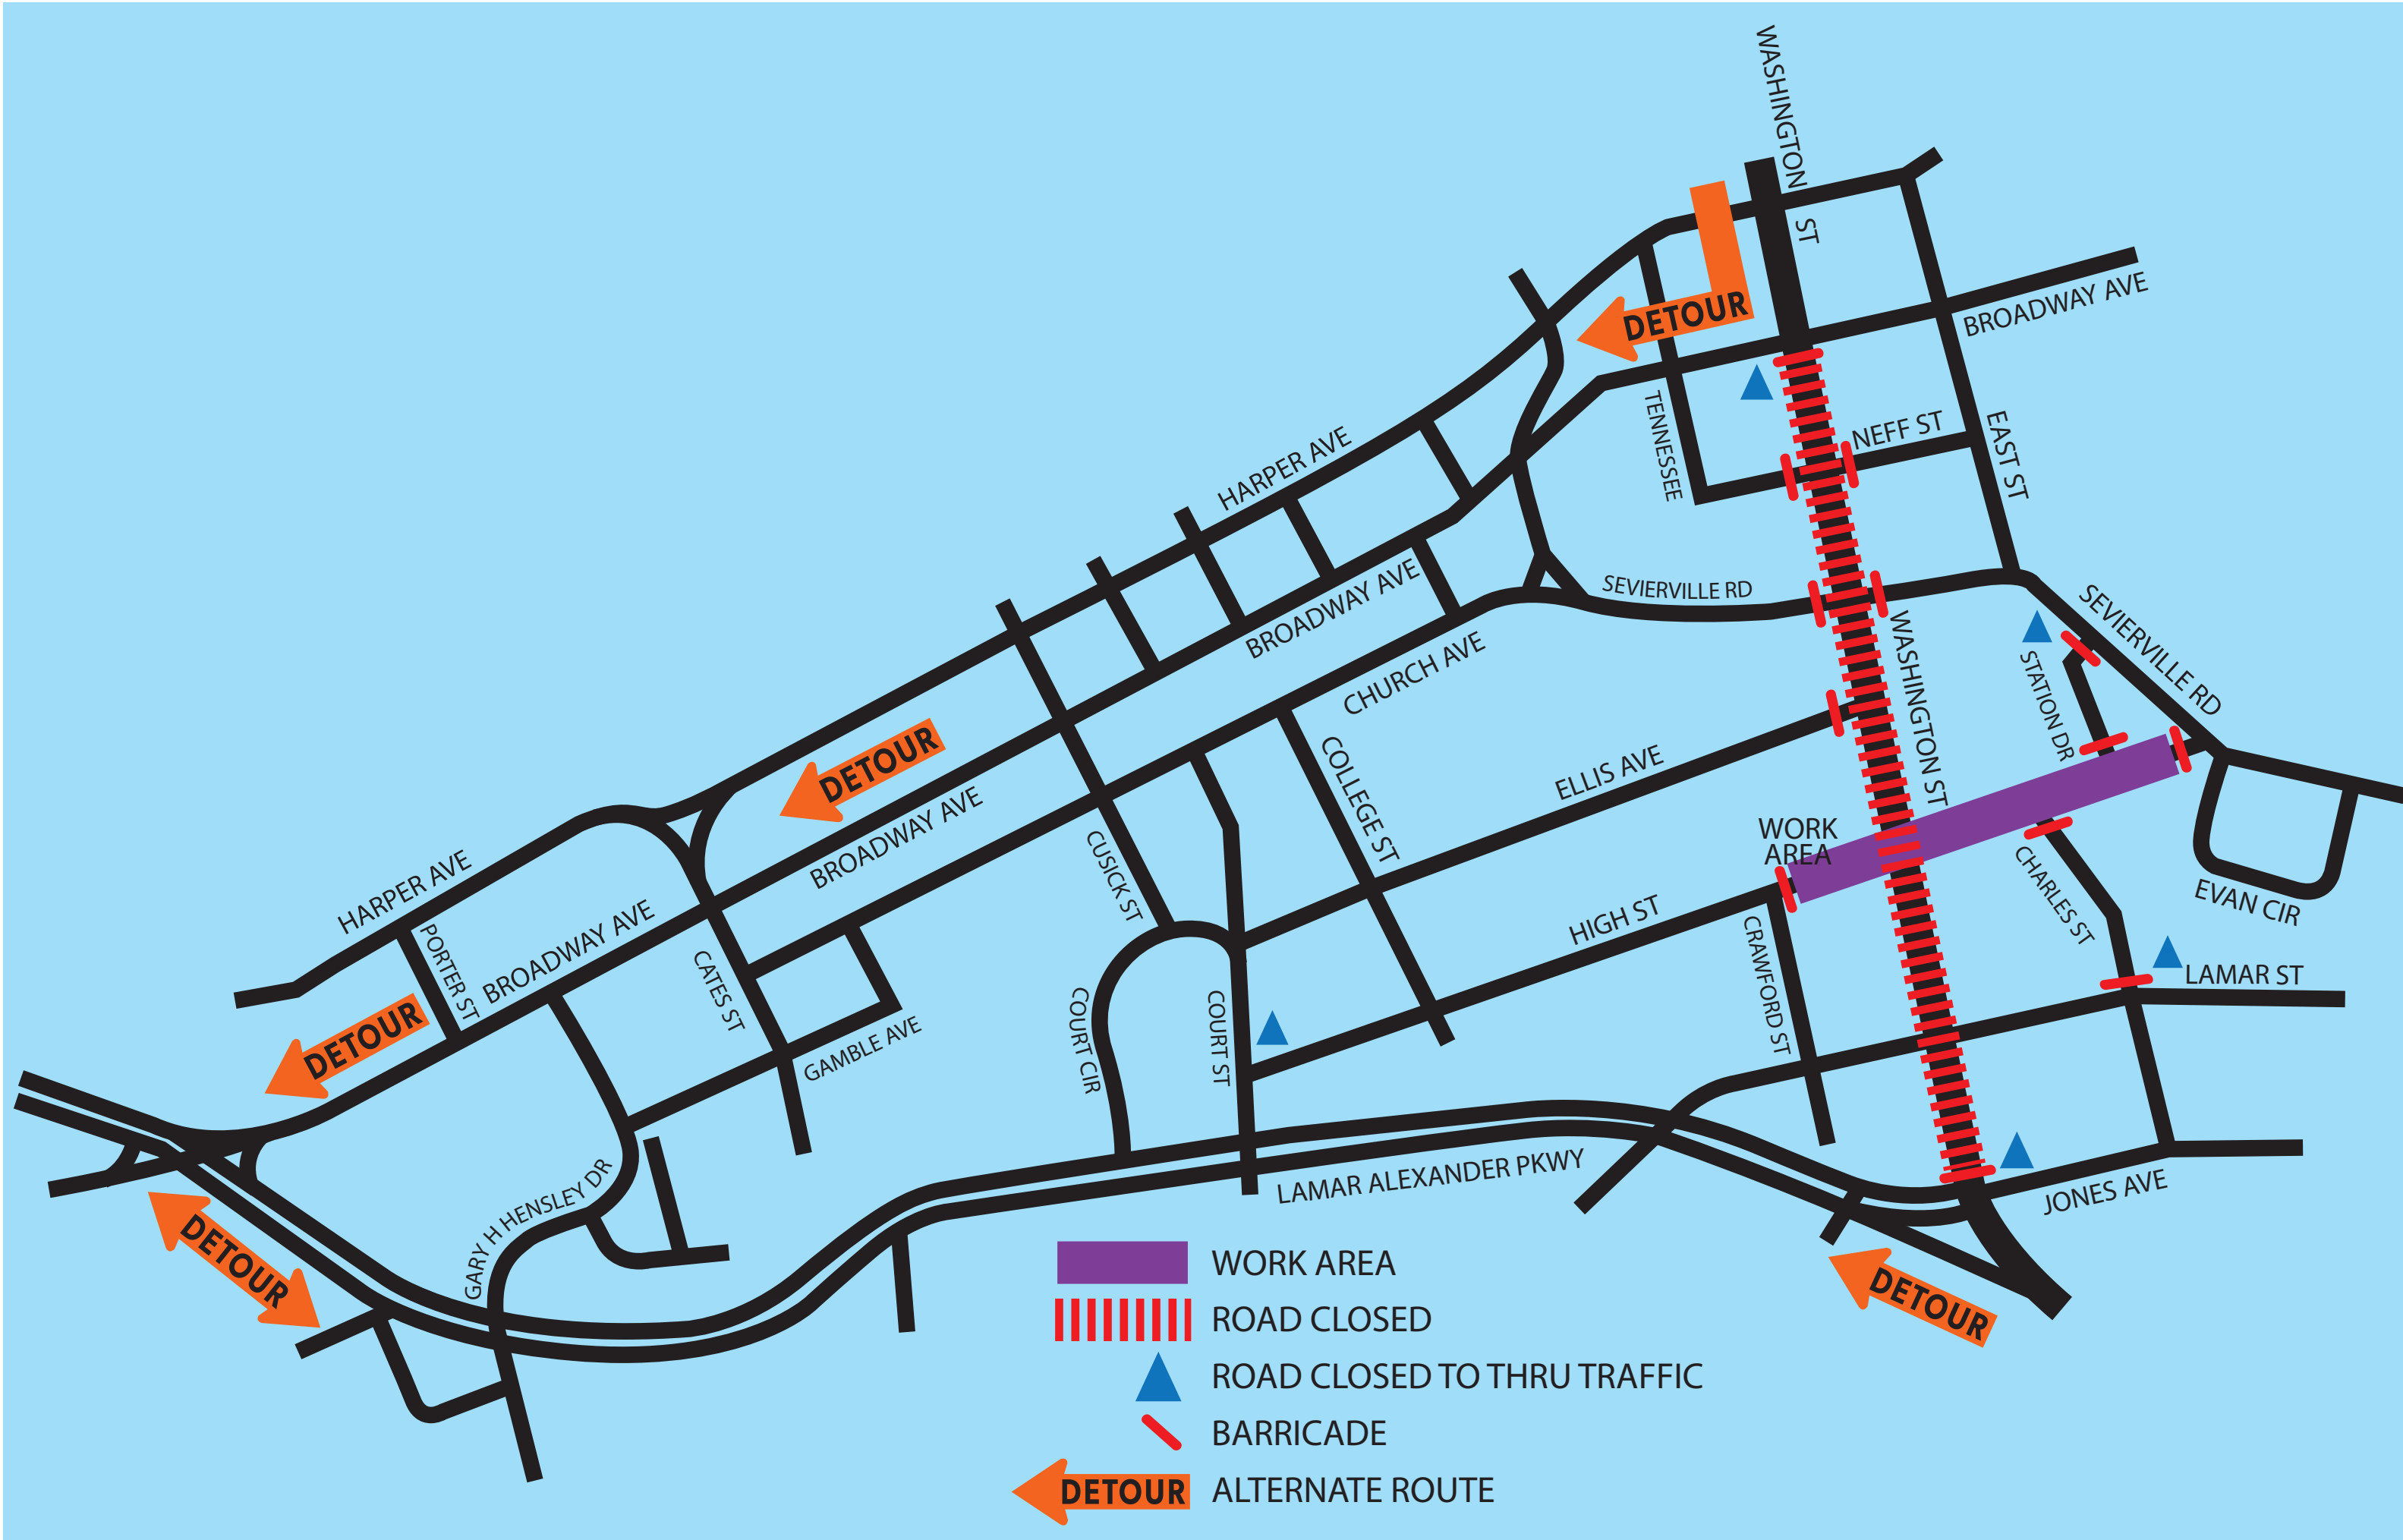 WASHINGTON ST
DETOUR
BROADWAY AVE
TENNESSEE
NEFF ST
EAST ST
HARPER AVE
BROADWAY AVE
SEVIERVILLE RD
SEVIERVILLE RD
CHURCH AVE
WASHINGTON ST
STATION DR
DETOUR
COLLEGE ST
ELLIS AVE
BROADWAY AVE
CUSICK ST
WORK
AREA
CHARLES ST
EVAN CIR
HARPER AVE
HIGH ST
CRAWFORD ST
BROADWAY AVE
PORTER ST
CATES ST
LAMAR ST
DETOUR
GAMBLE AVE
COURT CIR
COURT ST
LAMAR ALEXANDER PKWY
JONES AVE
GARY H HENSLEY DR
DETOUR
DETOUR
WORK AREA
ROAD CLOSED
ROAD CLOSED TO THRU TRAFFIC
BARRICADE
DETOUR ALTERNATE ROUTE